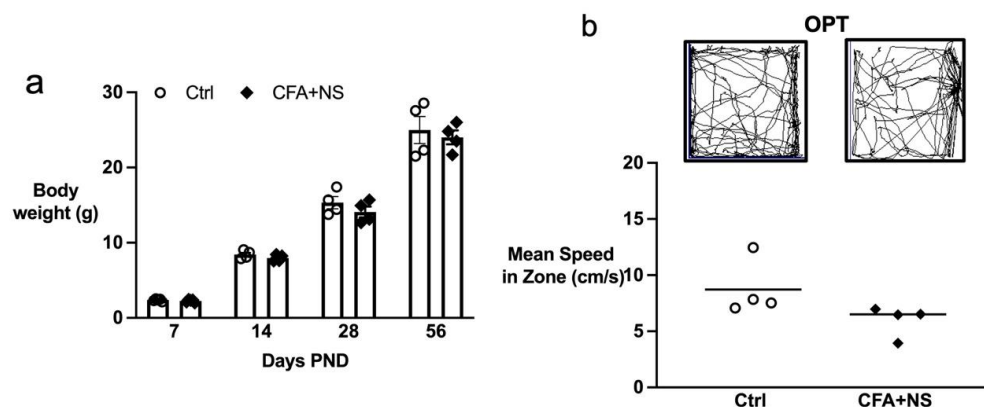 a
Ctrl
CFA+NS
30
20
10
0
Body
weight (g)
7
14
28
56
Days PND
b
OPT
20
15
10
5
0
Mean Speed
in Zone (cm/s)
Ctrl
CFA+NS